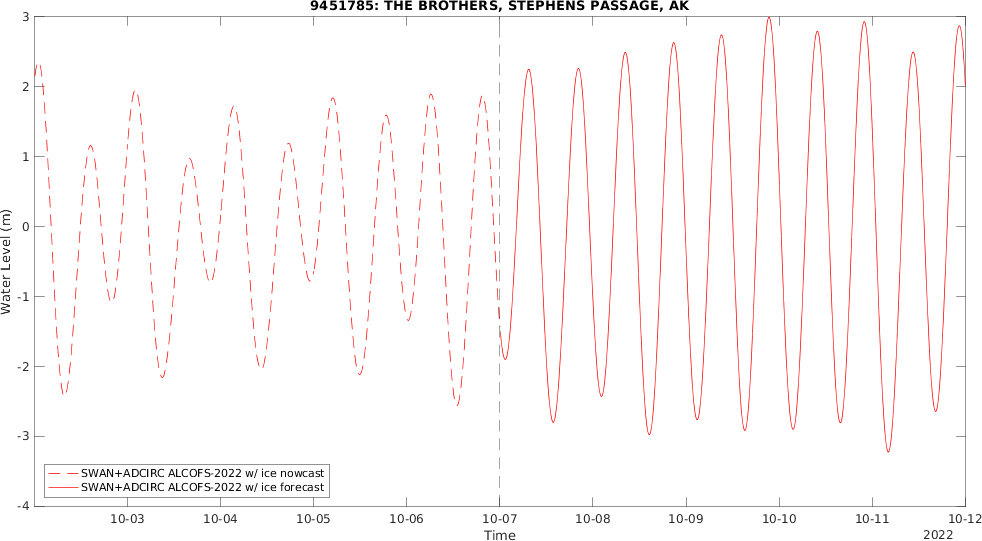 9451785: THE BROTHERS, STEPHENS PASSAGE, AK
3
2
1
0
-1
-2
-3
-4
Water Level (m)
SWAN+ADCIRC ALCOFS-2022 w/ ice nowcast
SWAN+ADCIRC ALCOFS-2022 w/ ice forecast
10-03 10-04 10-05 10-06 10-07 10-08 10-09 10-10 10-11 10-12
Time
2022